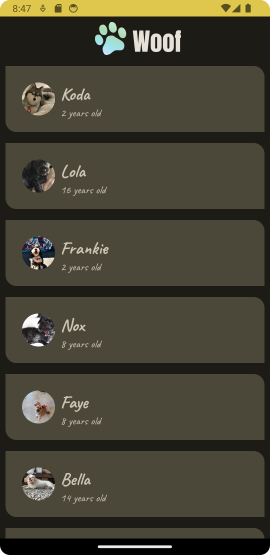 8:47
Woof
Koda
2 years old
Lola
16 years old
Frankie
2 years old
Nox
8 years old
Faye
8 years old
Bella
14 years old